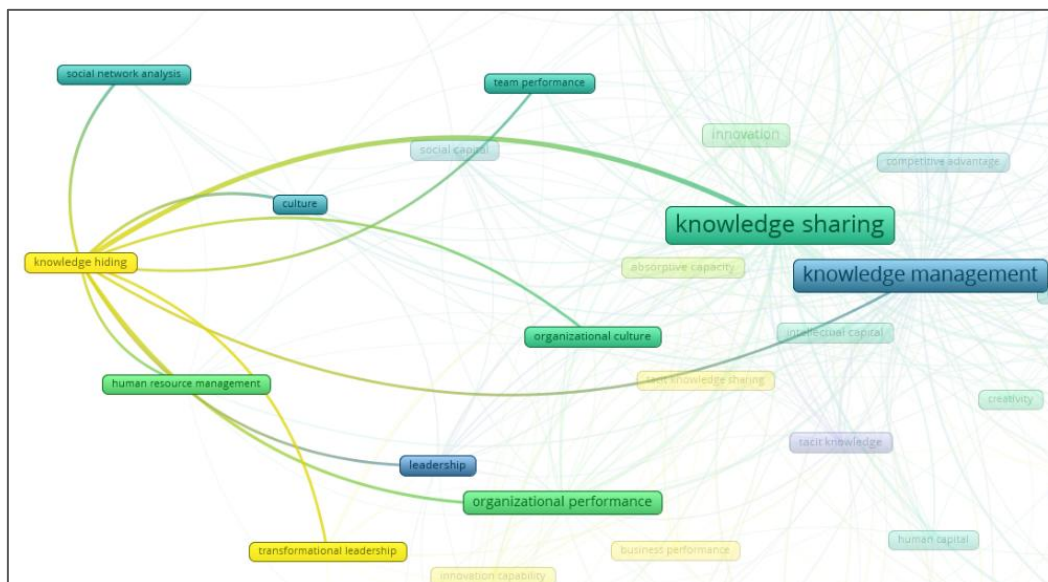 social network analysis
team performance
innovation
social capital
competitive advantage
culture
knowledge sharing
knowledge hiding
absorptive capacity
knowledge management
organizational culture
intellectual capital
human resource management
tacit knowledge sharing
creativity
tacit knowledge
leadership
organizational performance
human capital
transformational leadership
business performance
innovation capability